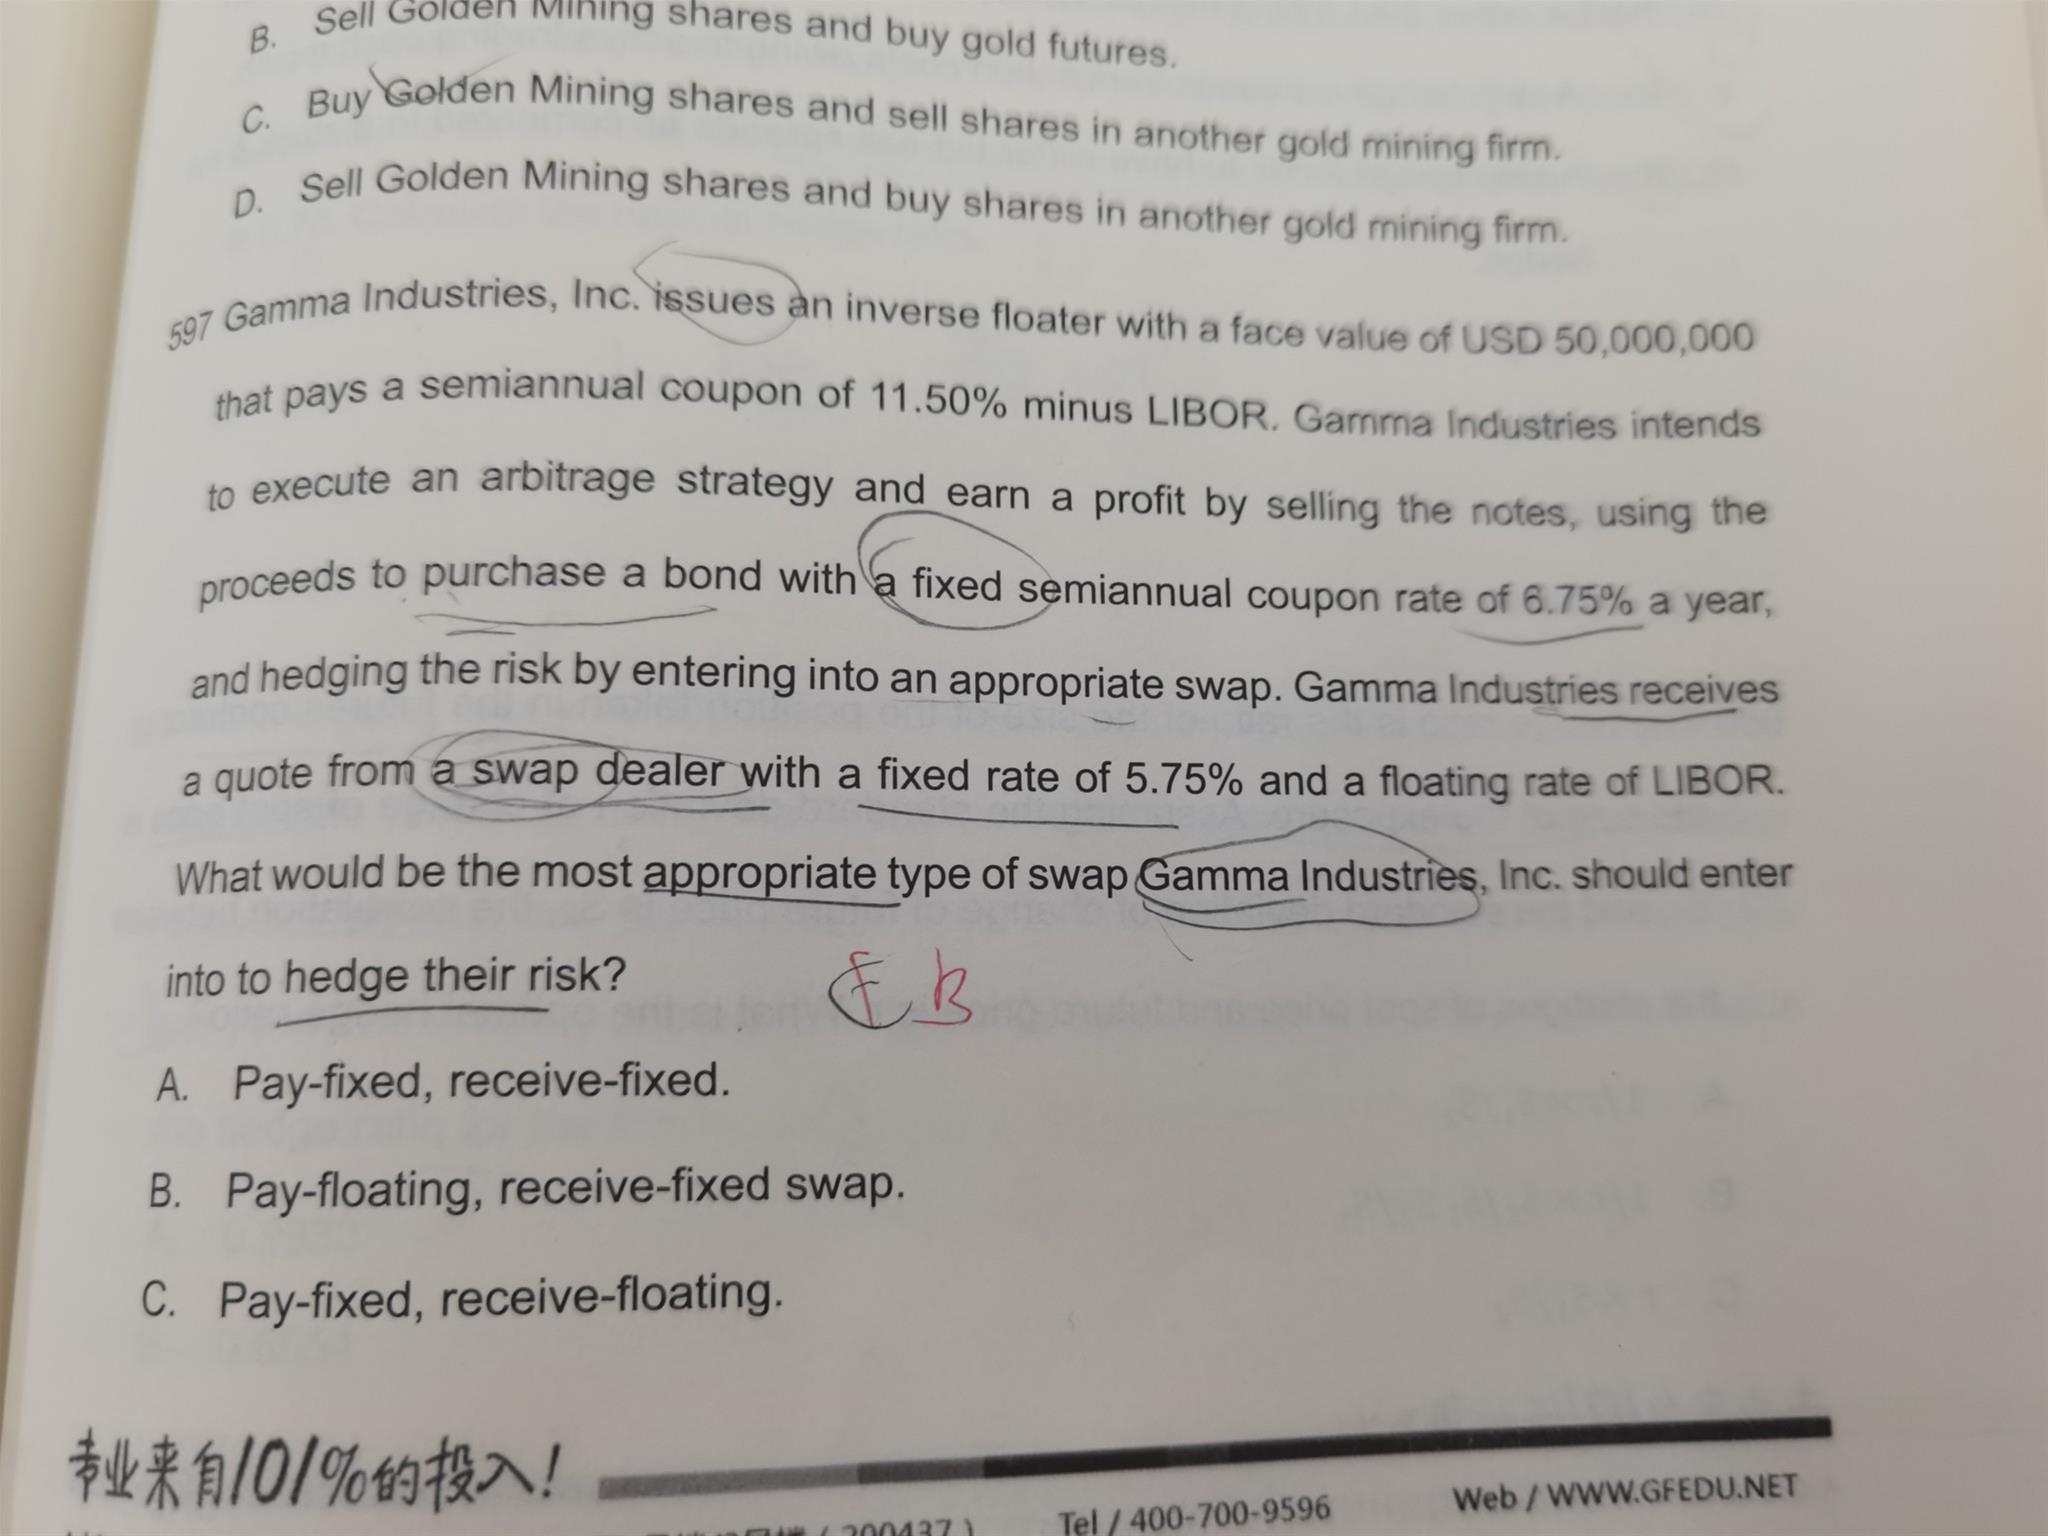 B. Sell Golden Mining shares and buy gold futures.
C. Buy Golden Mining shares and sell shares in another gold mining firm.
D. Sell Golden Mining shares and buy shares in another gold mining firm.
597 Gamma Industries, Inc. issues an inverse floater with a face value of USD 50,000,000
that pays a semiannual coupon of 11.50% minus LIBOR. Gamma Industries intends
to execute an arbitrage strategy and earn a profit by selling the notes, using the
proceeds to purchase a bond with a fixed semiannual coupon rate of 6.75% a year,
and hedging the risk by entering into an appropriate swap. Gamma Industries receives
a quote from a swap dealer with a fixed rate of 5.75% and a floating rate of LIBOR.
What would be the most appropriate type of swap Gamma Industries, Inc. should enter
into to hedge their risk?
B
A. Pay-fixed, receive-fixed.
B. Pay-floating, receive-fixed swap.
C. Pay-fixed, receive-floating.
专业来自101%的投入!
(200437)
Tel / 400-700-9596
Web / WWW.GFEDU.NET